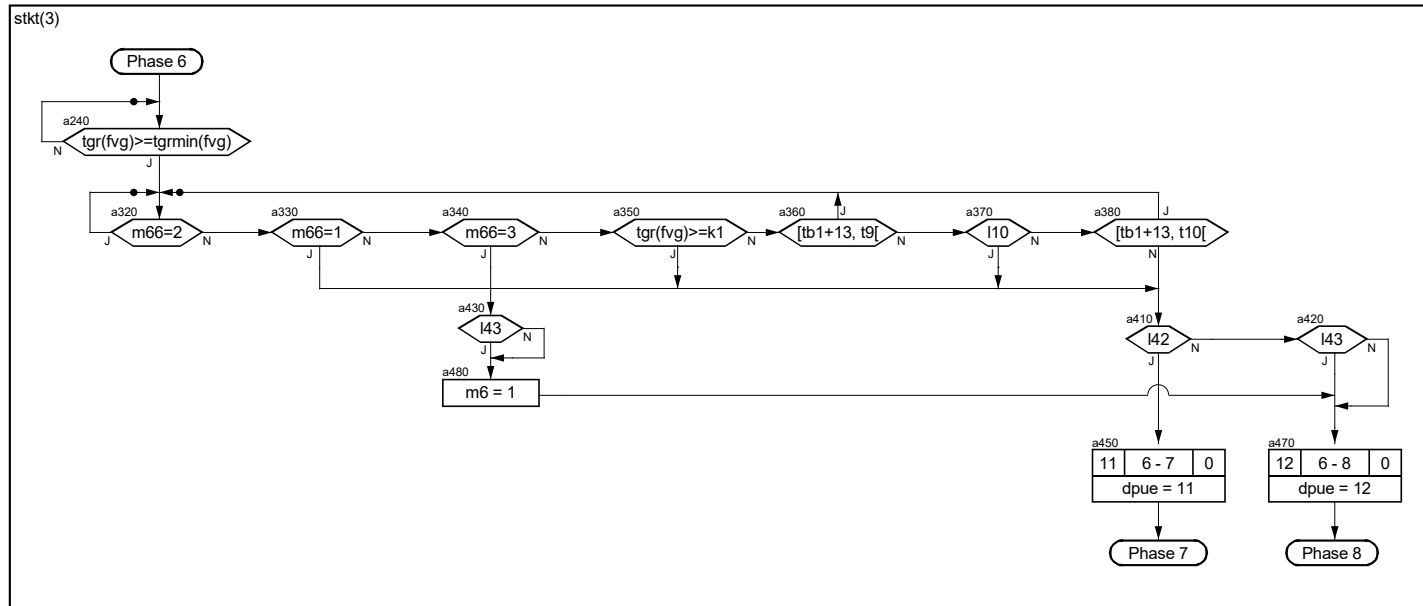 stkt(3)
Phase 6
a240
tgr(fvg)>=tgrmin(fvg)
N
J
a320
m66=2
J
N
a330
m66=1
N
J
a340
m66=3
N
J
a350
tgr(fvg)>=k1
N
J
a360
[tb1+13, t9[
J
N
a370
l10
N
J
a380
[tb1+13, t10[
J
N
a430
l43
N
J
a410
l42
N
J
a420
l43
N
J
a480
m6 = 1
a450
11 6 - 7 0
dpue = 11
a470
12 6 - 8 0
dpue = 12
Phase 7
Phase 8